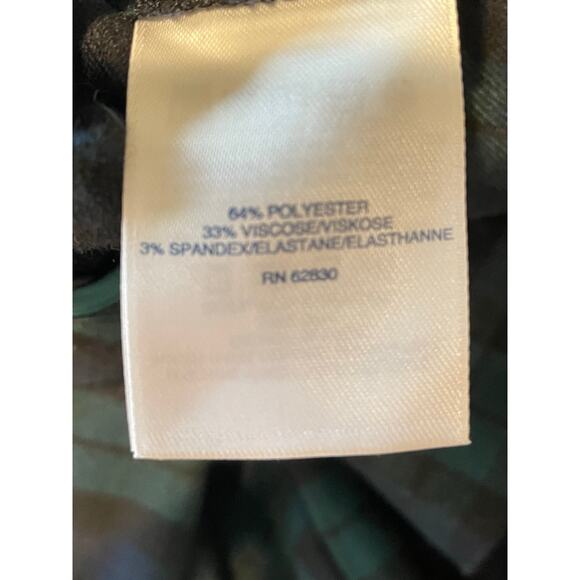 64% POLYESTER
33% VISCOSE/VISKOSE
3% SPANDEX/ELASTANE/ELASTHANNE
RN 62830